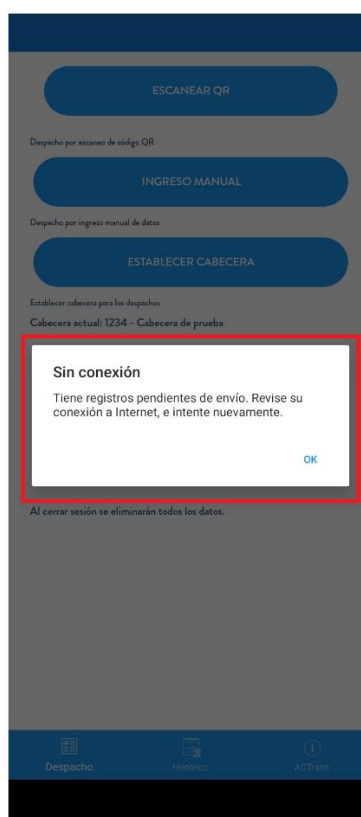 ESCANEAR QR
Despacho por escaneo de código QR
INGRESO MANUAL
Despacho por ingreso manual de datos
ESTABLECER CABECERA
Establecer cabecera para los despachos
Cabecera actual: 1234 - Cabecera de prueba
Sin conexión
Tiene registros pendientes de envío. Revise su
conexión a Internet, e intente nuevamente.
OK
Al cerrar sesión se eliminarán todos los datos.
Despacho
Histórico
ACTrans